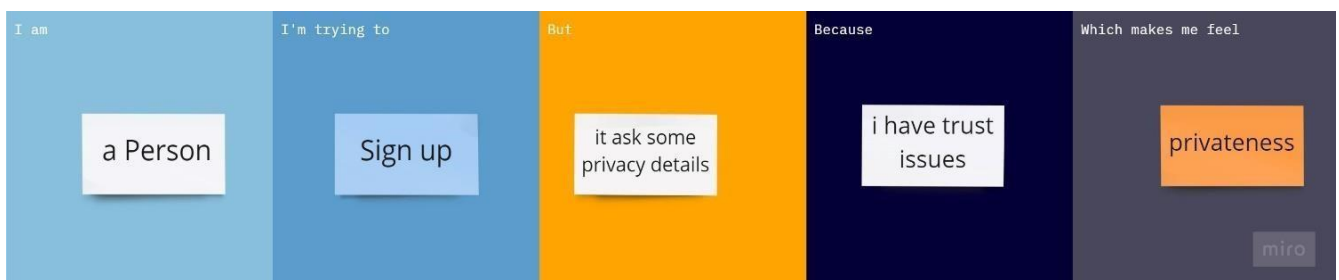 I am
a Person
I'm trying to
Sign up
But
it ask some
privacy details
Because
i have trust
issues
Which makes me feel
privateness
miro